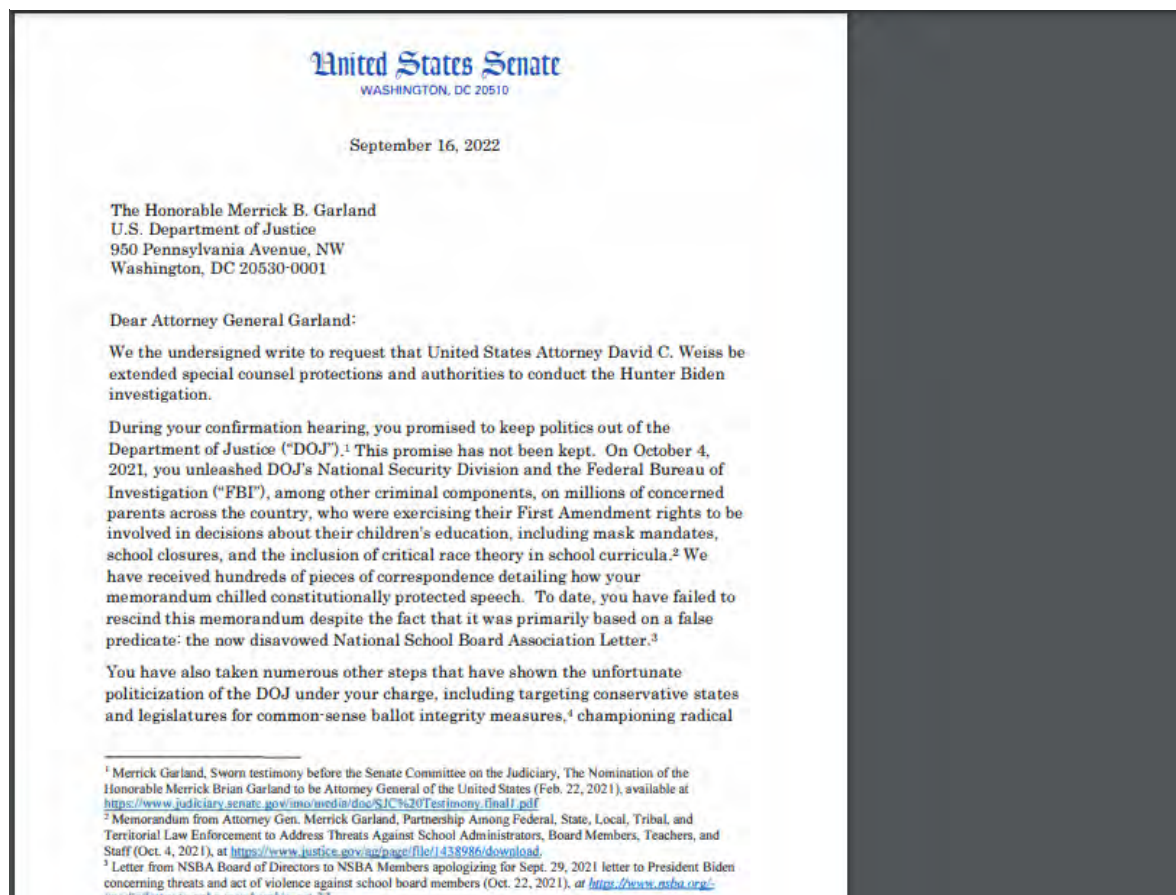 United States Senate
WASHINGTON, DC 20510
September 16, 2022
The Honorable Merrick B. Garland
U.S. Department of Justice
950 Pennsylvania Avenue, NW
Washington, DC 20530-0001
Dear Attorney General Garland:
We the undersigned write to request that United States Attorney David C. Weiss be
extended special counsel protections and authorities to conduct the Hunter Biden
investigation.
During your confirmation hearing, you promised to keep politics out of the
Department of Justice (“DOJ”).¹ This promise has not been kept. On October 4,
2021, you unleashed DOJ’s National Security Division and the Federal Bureau of
Investigation (“FBI”), among other criminal components, on millions of concerned
parents across the country, who were exercising their First Amendment rights to be
involved in decisions about their children’s education, including mask mandates,
school closures, and the inclusion of critical race theory in school curricula.² We
have received hundreds of pieces of correspondence detailing how your
memorandum chilled constitutionally protected speech. To date, you have failed to
rescind this memorandum despite the fact that it was primarily based on a false
predicate: the now disavowed National School Board Association Letter.³
You have also taken numerous other steps that have shown the unfortunate
politicization of the DOJ under your charge, including targeting conservative states
and legislatures for common-sense ballot integrity measures,⁴ championing radical
¹ Merrick Garland, Sworn testimony before the Senate Committee on the Judiciary, The Nomination of the
Honorable Merrick Brian Garland to be Attorney General of the United States (Feb. 22, 2021), available at
https://www.judiciary.senate.gov/imo/media/doc/SJC%20Testimony.final1.pdf
² Memorandum from Attorney Gen. Merrick Garland, Partnership Among Federal, State, Local, Tribal, and
Territorial Law Enforcement to Address Threats Against School Administrators, Board Members, Teachers, and
Staff (Oct. 4, 2021), at https://www.justice.gov/ag/page/file/1438986/download.
³ Letter from NSBA Board of Directors to NSBA Members apologizing for Sept. 29, 2021 letter to President Biden
concerning threats and act of violence against school board members (Oct. 22, 2021), at https://www.nsba.org/-